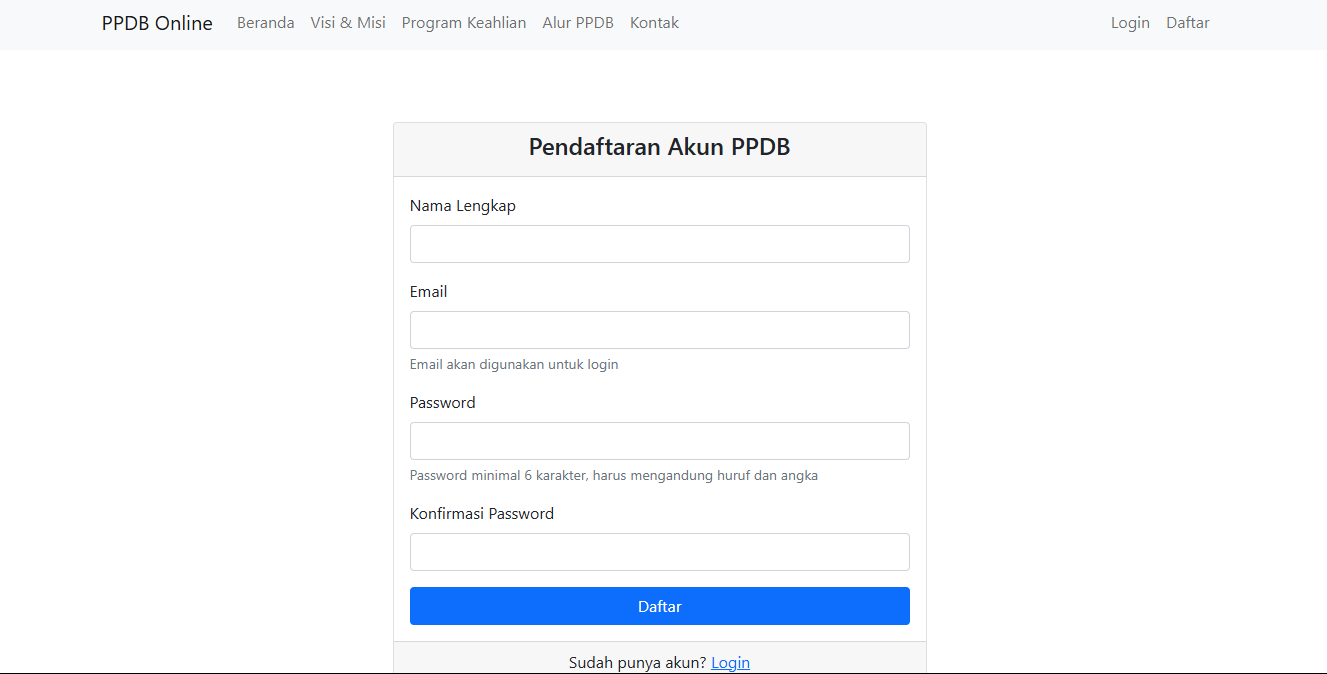 PPDB Online Beranda Visi & Misi Program Keahlian Alur PPDB Kontak Login Daftar
Pendaftaran Akun PPDB
Nama Lengkap
Email
Email akan digunakan untuk login
Password
Password minimal 6 karakter, harus mengandung huruf dan angka
Konfirmasi Password
Daftar
Sudah punya akun? Login